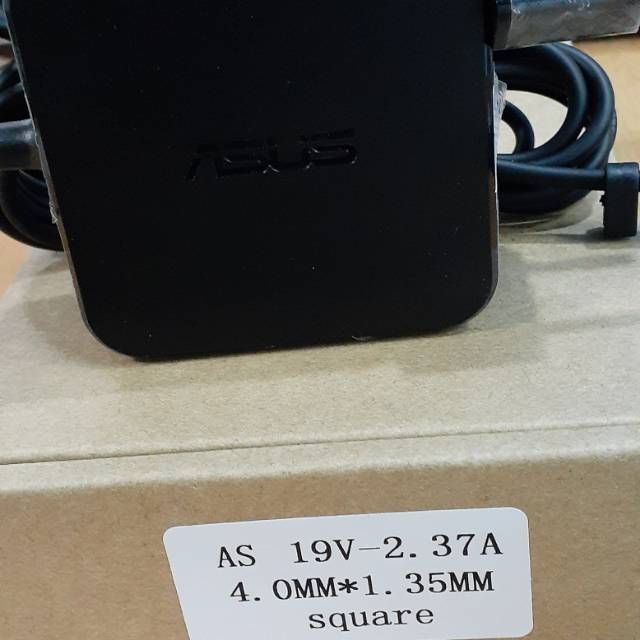 ASUS
AS 19V-2.37A
4.0MM*1.35MM
square